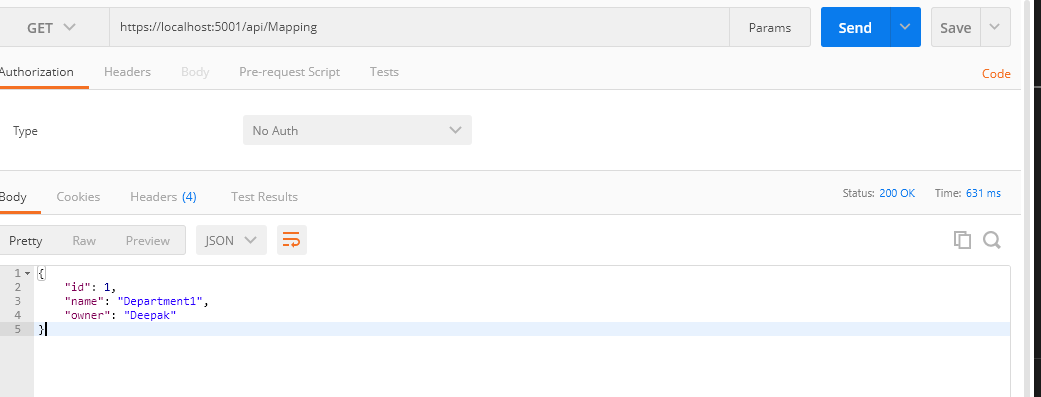 GET https://localhost:5001/api/Mapping Params Send Save
Authorization Headers Body Pre-request Script Tests Code
Type No Auth
Body Cookies Headers (4) Test Results Status: 200 OK Time: 631 ms
Pretty Raw Preview JSON
1 {
2 "id": 1,
3 "name": "Department1",
4 "owner": "Deepak"
5 }